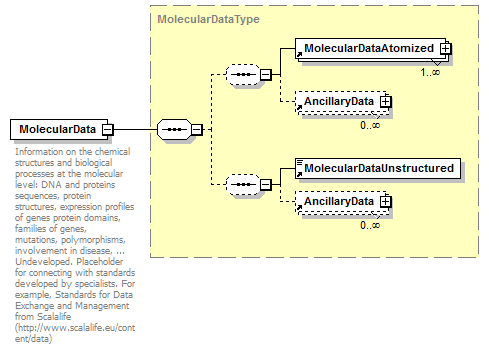 MolecularDataType
MolecularDataAtomized
1..∞
AncillaryData
0..∞
MolecularData
MolecularDataUnstructured
AncillaryData
0..∞
Information on the chemical
structures and biological
processes at the molecular
level: DNA and proteins
sequences, protein
structures, expression profiles
of genes protein domains,
families of genes,
mutations, polymorphisms,
involvement in disease, ...
Undeveloped. Placeholder
for connecting with standards
developed by specialists. For
example, Standards for Data
Exchange and Management
from Scalalife
(http://www.scalalife.eu/cont
ent/data)